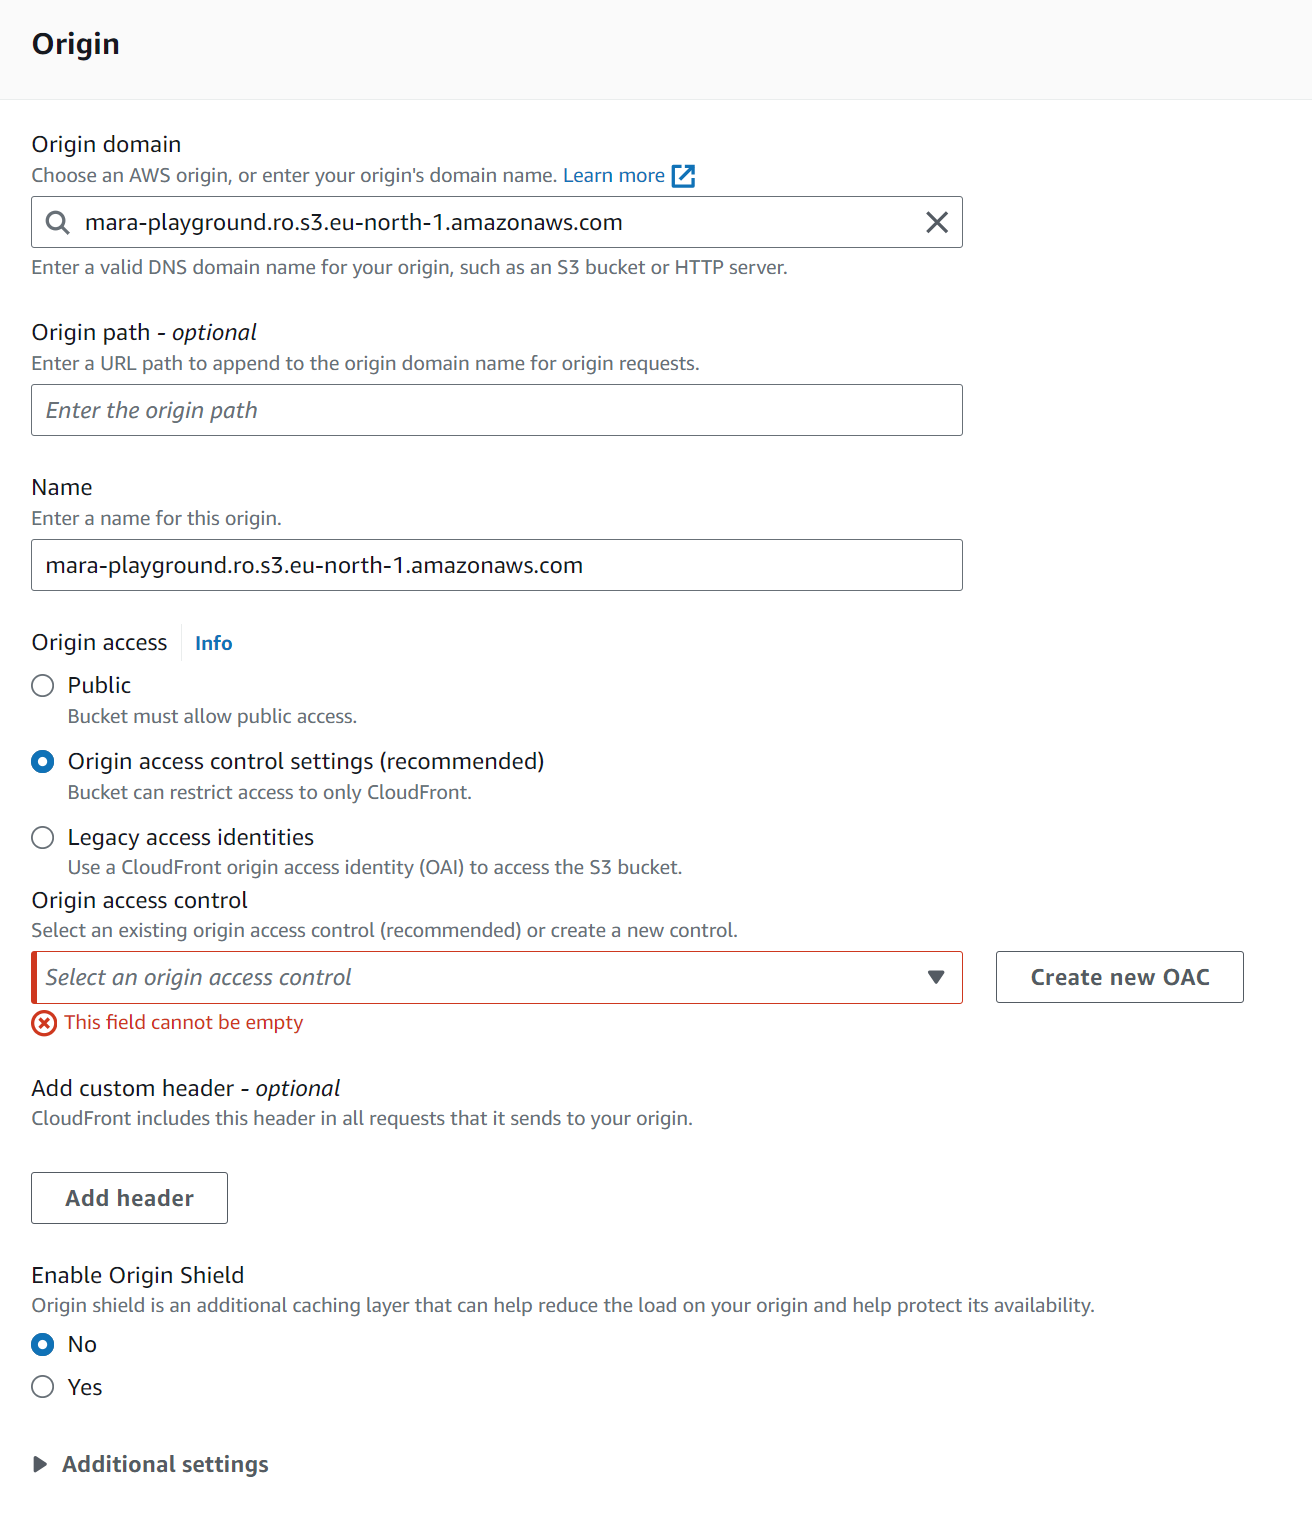 Origin
Origin domain
Choose an AWS origin, or enter your origin's domain name. Learn more
mara-playground.ro.s3.eu-north-1.amazonaws.com
Enter a valid DNS domain name for your origin, such as an S3 bucket or HTTP server.
Origin path - optional
Enter a URL path to append to the origin domain name for origin requests.
Enter the origin path
Name
Enter a name for this origin.
mara-playground.ro.s3.eu-north-1.amazonaws.com
Origin access Info
Public
Bucket must allow public access.
Origin access control settings (recommended)
Bucket can restrict access to only CloudFront.
Legacy access identities
Use a CloudFront origin access identity (OAI) to access the S3 bucket.
Origin access control
Select an existing origin access control (recommended) or create a new control.
Select an origin access control
Create new OAC
This field cannot be empty
Add custom header - optional
CloudFront includes this header in all requests that it sends to your origin.
Add header
Enable Origin Shield
Origin shield is an additional caching layer that can help reduce the load on your origin and help protect its availability.
No
Yes
Additional settings